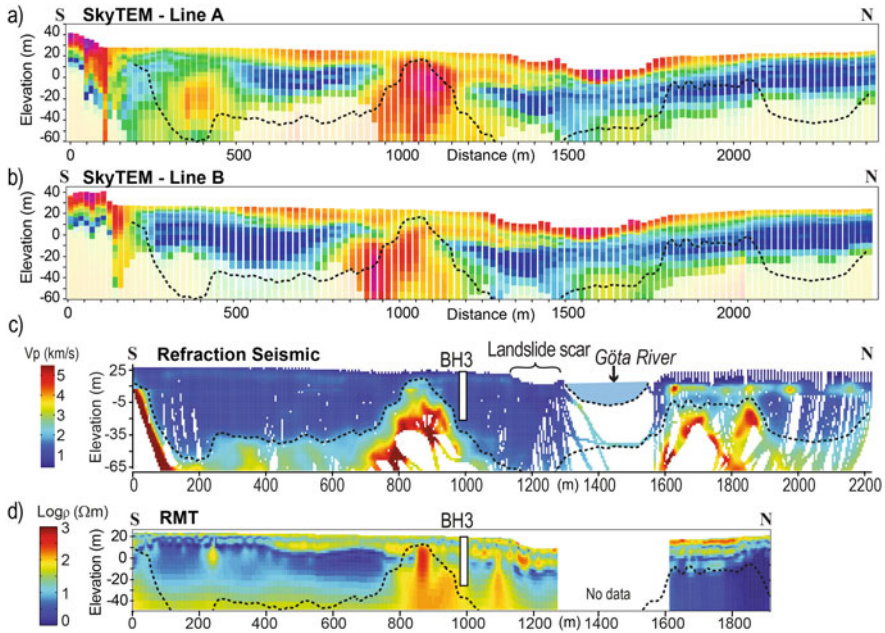 a) S SkyTEM - Line A N
Elevation (m)
40
20
0
-20
-40
-60
0 500 1000 Distance (m) 1500 2000
b) S SkyTEM - Line B N
Elevation (m)
40
20
0
-20
-40
-60
0 500 1000 Distance (m) 1500 2000
c) Vp (km/s) S Refraction Seismic BH3 Landslide scar Göta River N
5
4
3
2
1
Elevation (m)
25
-5
-35
-65
0 200 400 600 800 1000 (m) 1200 1400 1600 1800 2000 2200
d) Logρ (Ωm) S RMT BH3 N
3
2
1
0
Elevation (m)
20
0
-20
-40
No data
0 200 400 600 800 1000 (m) 1200 1400 1600 1800